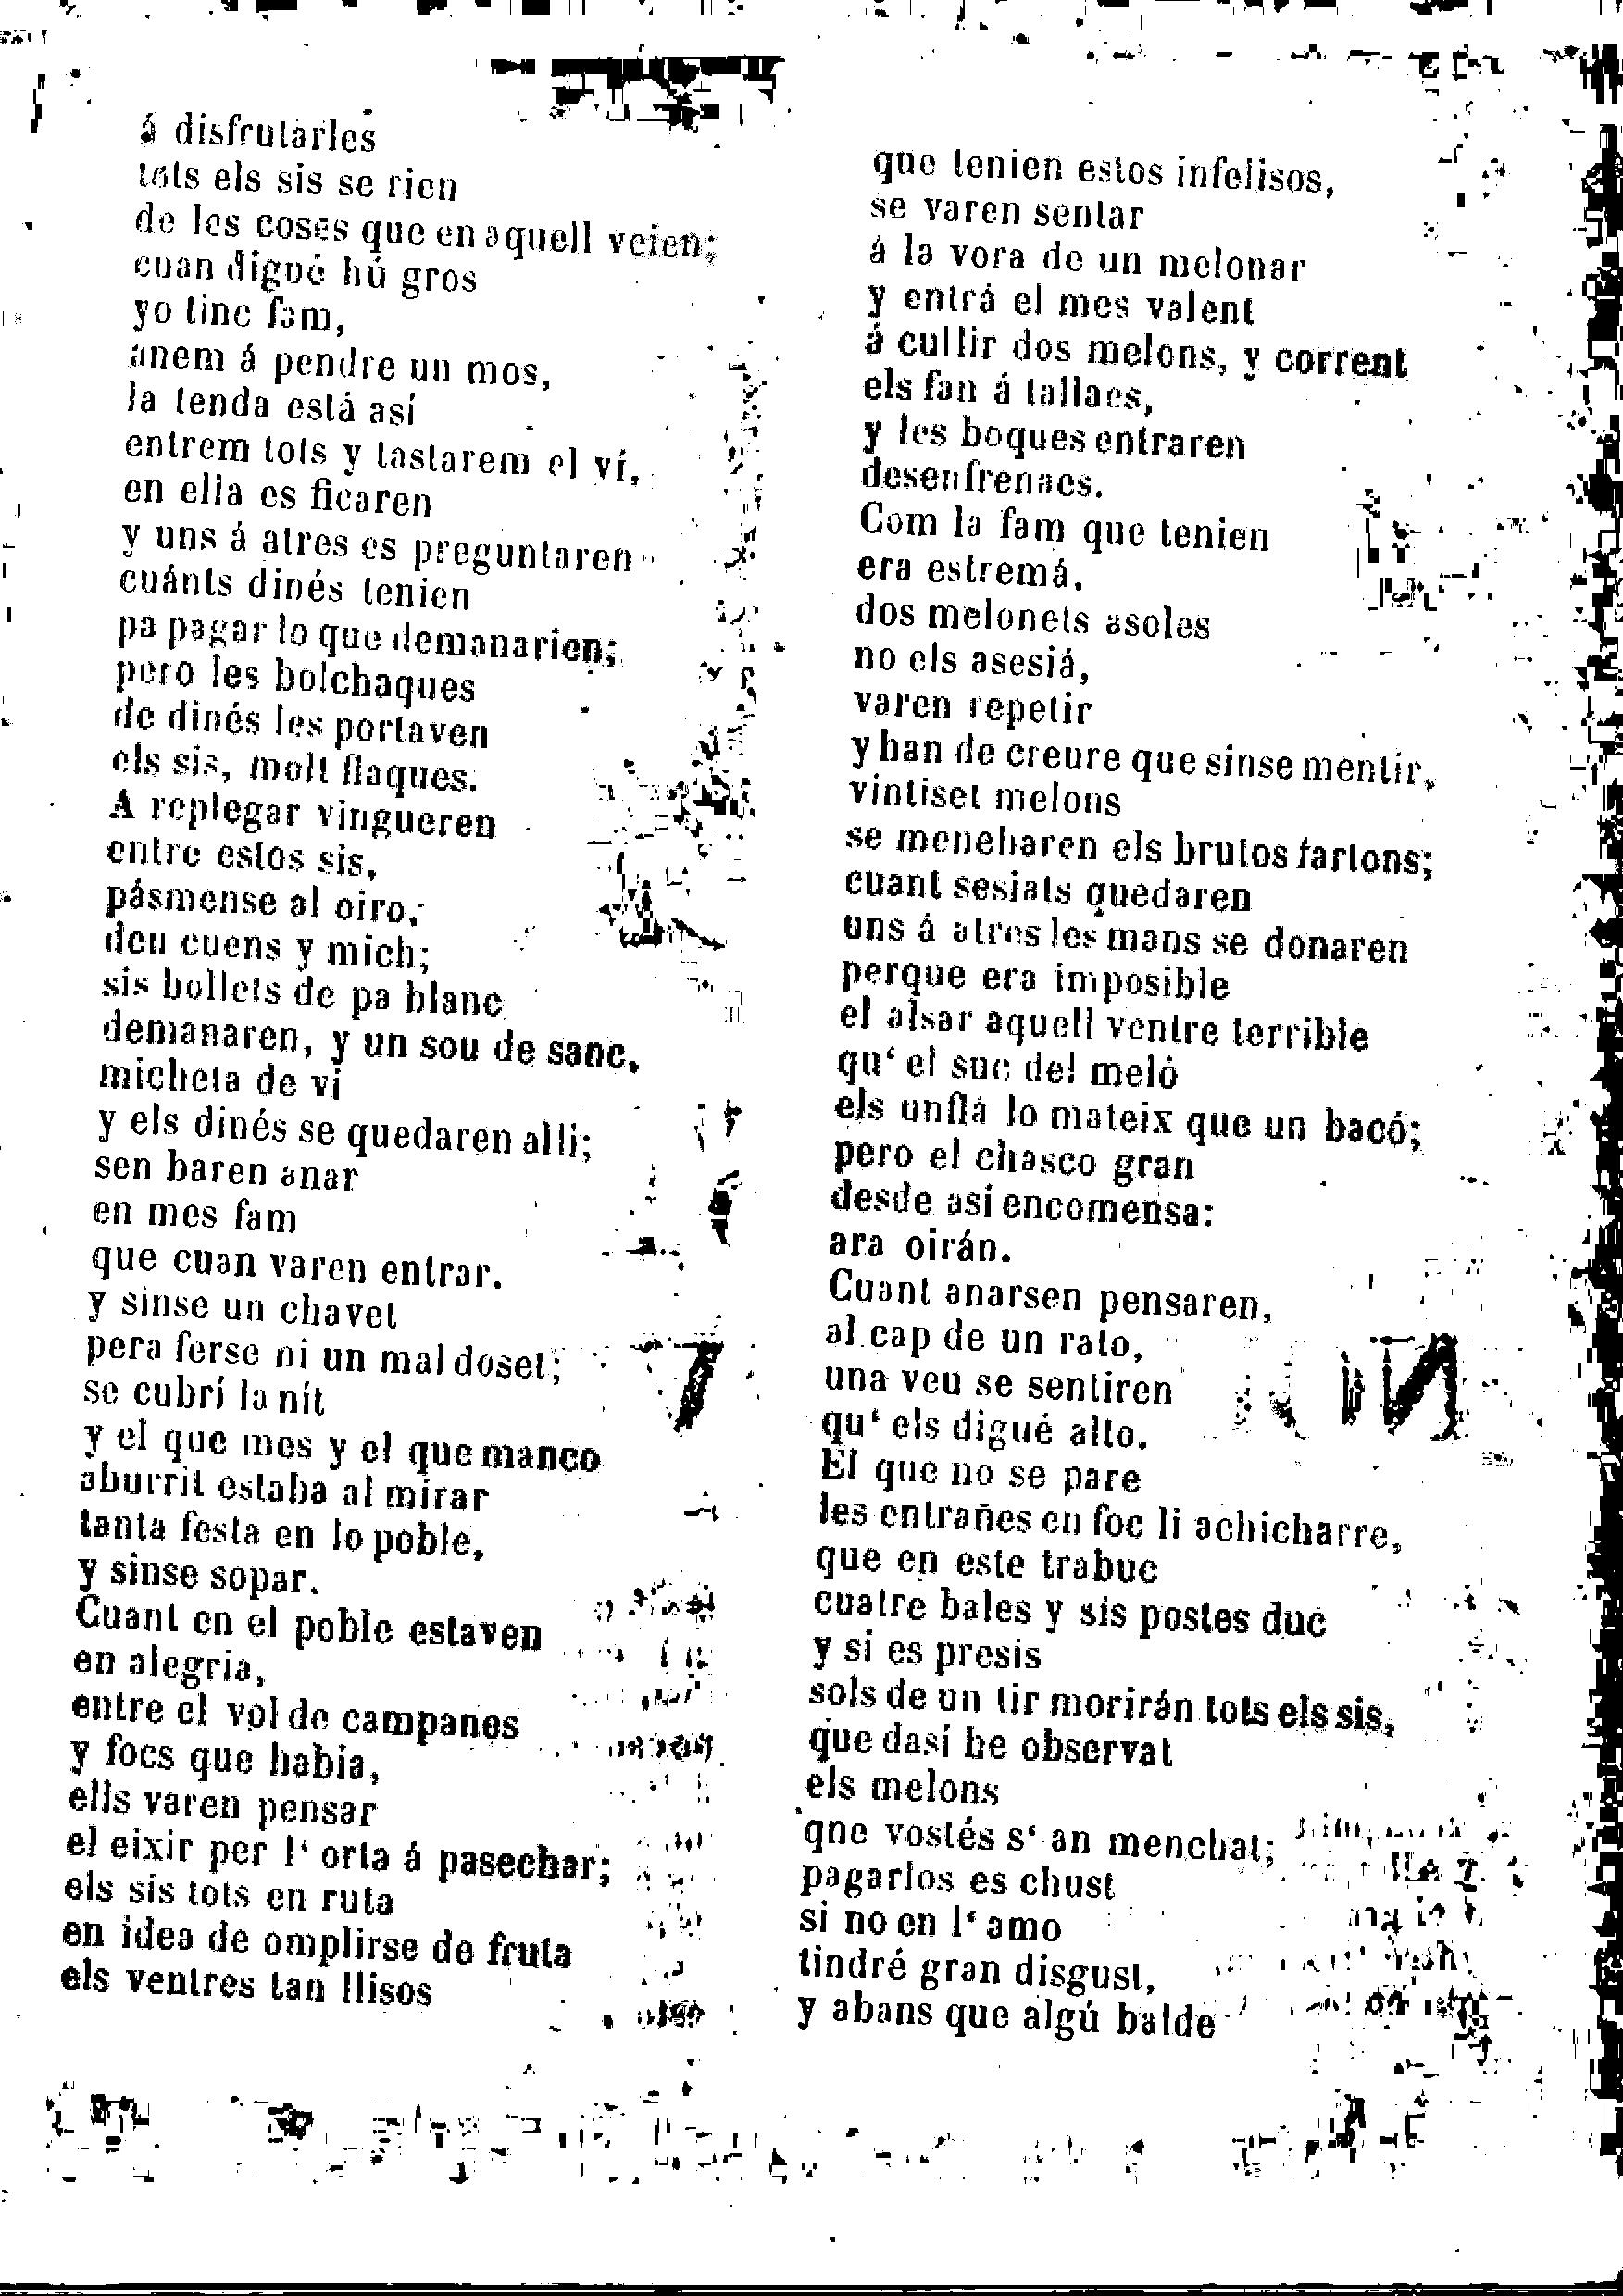 á disfrutarles
tots els sis se rien
de les coses que en aquell veien;
cuan digué hú gros
yo tinc fam,
anem á pendre un mos,
la tenda está así
entrem tots y tastarem el ví,
en ella es ficaren
y uns á atres es preguntaren
cuánts dinés tenien
pa pagar lo que demanarien;
pero les bolchaques
de dinés les portaven
els sis, molt flaques.
A replegar vingueren
entre estos sis,
pásmense al oiro,
deu cuens y mich;
sis bollets de pa blanc
demanaren, y un sou de sanc,
micheta de ví
y els dinés se quedaren alli;
sen baren anar
en mes fam
que cuan varen entrar.
y sinse un chavet
pera ferse ni un mal doset;
se cubrí la nít
y el que mes y el que manco
aburrit estaba al mirar
tanta festa en lo poble,
y sinse sopar.
Cuant en el poble estaven
en alegria,
entre el vol de campanes
y focs que habia,
ells varen pensar
el eixir per l‘ orta á pasechar;
els sis tots en ruta
en idea de omplirse de fruta
els ventres tan llisos
que tenien estos infelisos,
se varen sentar
á la vora de un melonar
y entrá el mes valent
á cullir dos melons, y corrent
els fan á tallaes,
y les boques entraren
desenfrenaes.
Com la fam que tenien
era estremá,
dos melonets asoles
no els asesiá,
varen repetir
y han de creure que sinse mentir,
vintiset melons
se meneharen els brutos fartons;
cuant sesiats quedaren
uns á atres les mans se donaren
perque era imposible
el alsar aquell ventre terrible
qu‘ el suc del meló
els unflá lo mateix que un bacó;
pero el chasco gran
desde asi encomensa:
ara oirán.
Cuant anarsen pensaren,
al cap de un rato,
una veu se sentiren
qu‘ els digué alto.
El que no se pare
les entrañes en foc li achicharre,
que en este trabuc
cuatre bales y sis postes duc
y si es presis
sols de un tir morirán tots els sis,
que dasí he observat
els melons
qne vostés s‘ an menchat;
pagarlos es chust
si no en l‘ amo
tindré gran disgust,
y abans que algú balde